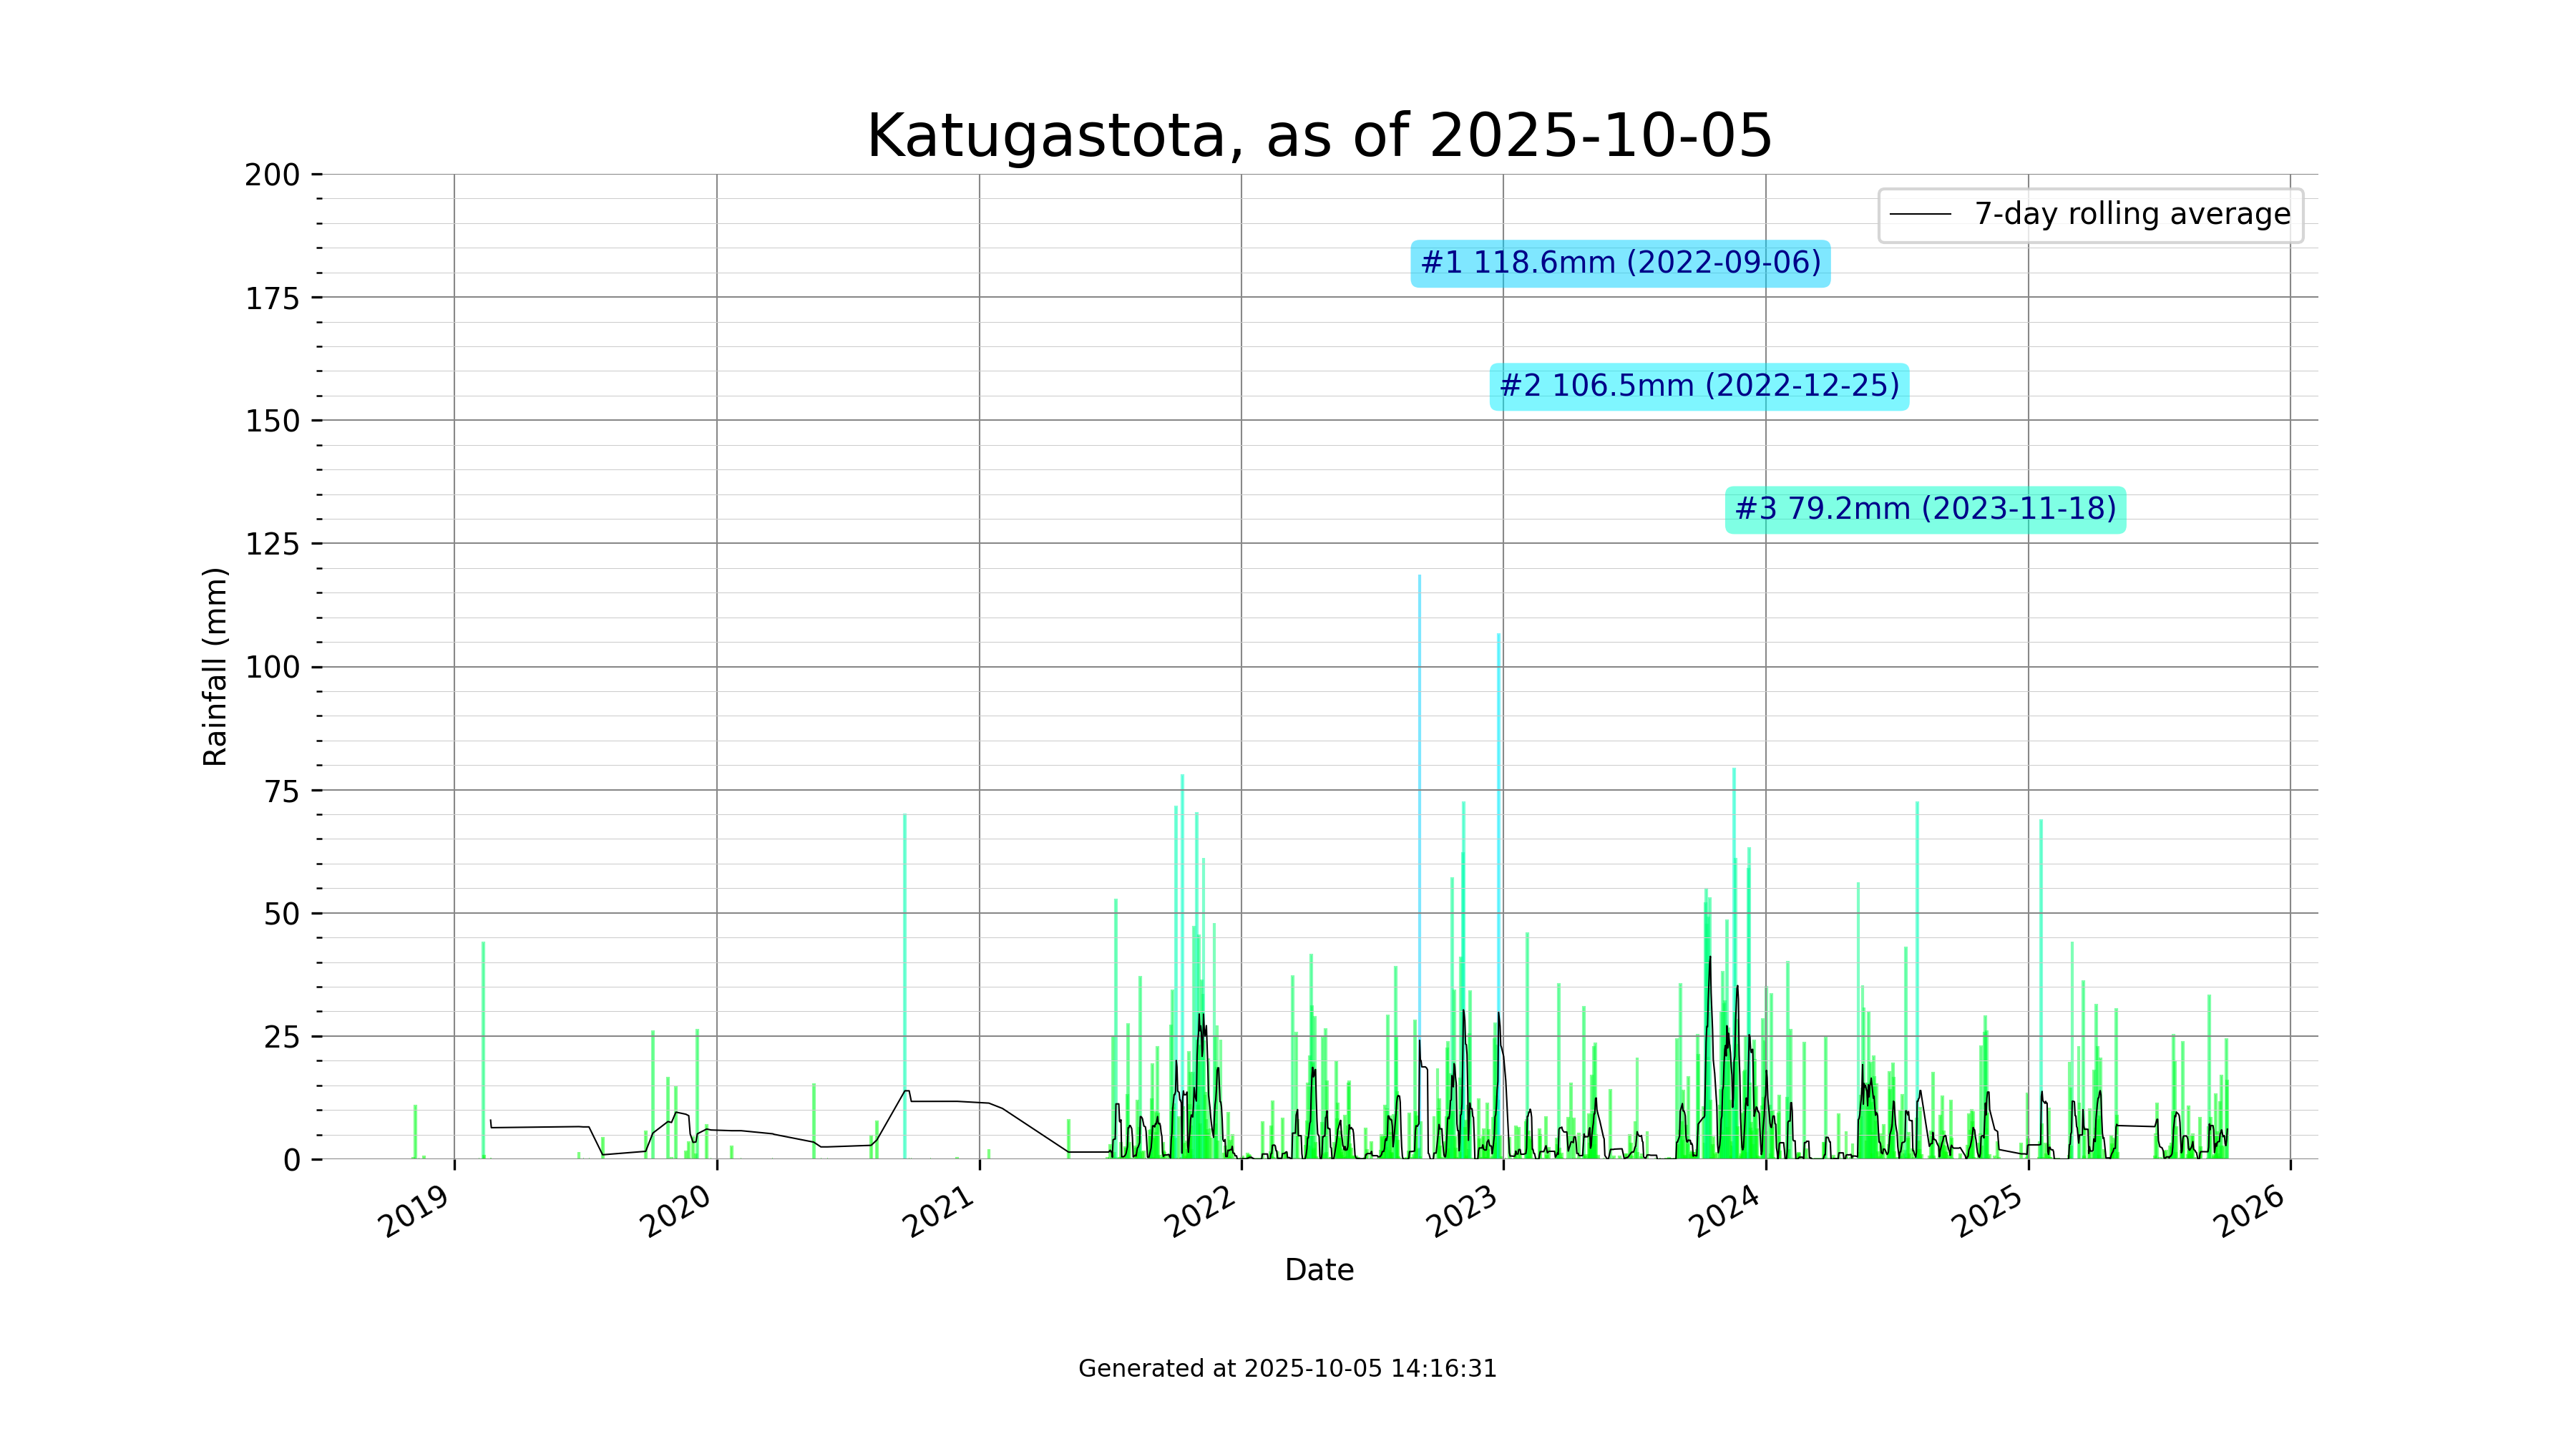 Katugastota, as of 2025-10-05
200
175
150
125
100
75
50
25
0
Rainfall (mm)
7-day rolling average
#1 118.6mm (2022-09-06)
#2 106.5mm (2022-12-25)
#3 79.2mm (2023-11-18)
2019
2020
2021
2022
2023
2024
2025
2026
Date
Generated at 2025-10-05 14:16:31